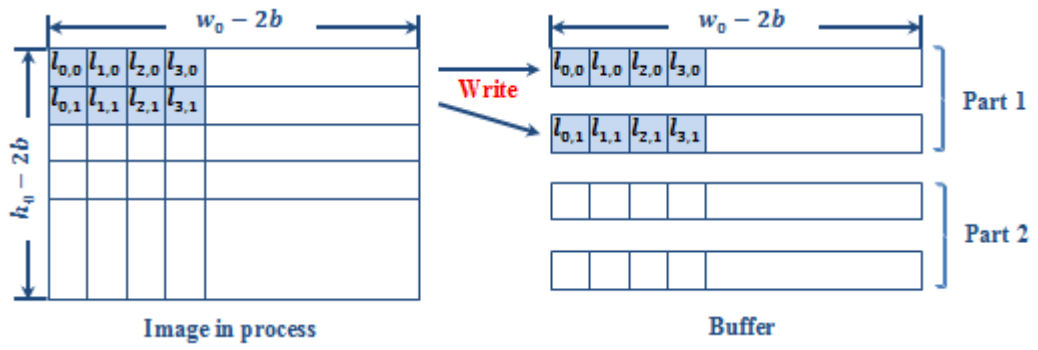 w₀ − 2b
w₀ − 2b
h₀ − 2b
l₀,₀ l₁,₀ l₂,₀ l₃,₀
l₀,₁ l₁,₁ l₂,₁ l₃,₁
Write
l₀,₀ l₁,₀ l₂,₀ l₃,₀
l₀,₁ l₁,₁ l₂,₁ l₃,₁
Part 1
Part 2
Image in process
Buffer